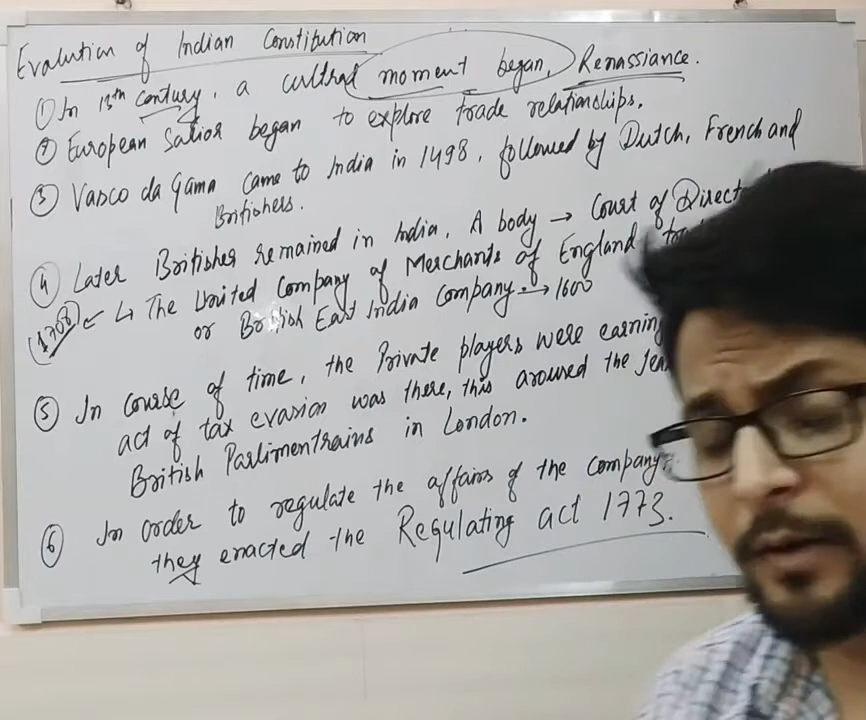 Evolution of Indian Constitution
① In 13th century, a cultral moment began, Renassiance.
② European Salior began to explore trade relationships.
③ Vasco da Gama came to India in 1498, followed by Dutch, French and
Britishers.
④ Later Britisher remained in India, A body → Court of Direct
(1708) ← ↳ The United Company of Merchants of England
or British East India Company. → 1600
⑤ In course of time, the Private players were earning
act of tax evasion was there, this aroused the
British Parlimentrains in London.
⑥ In order to regulate the affairs of the company,
they enacted the Regulating act 1773.